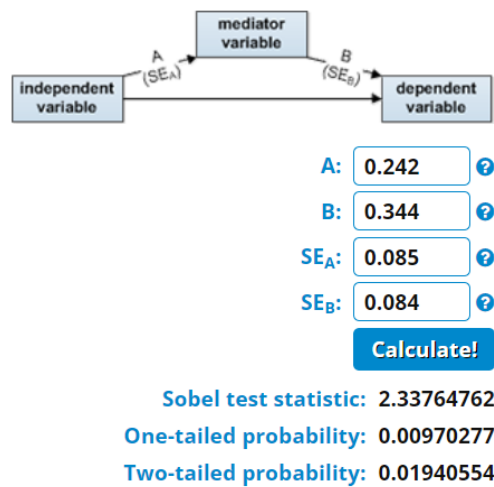 mediator
variable
A
(SEA)
B
(SEB)
independent
variable
dependent
variable
A: 0.242 ?
B: 0.344 ?
SEA: 0.085 ?
SEB: 0.084 ?
Calculate!
Sobel test statistic: 2.33764762
One-tailed probability: 0.00970277
Two-tailed probability: 0.01940554